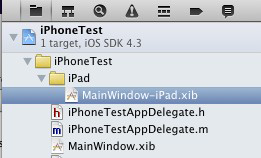 iPhoneTest
1 target, iOS SDK 4.3
iPhoneTest
iPad
MainWindow-iPad.xib
h iPhoneTestAppDelegate.h
m iPhoneTestAppDelegate.m
MainWindow.xib